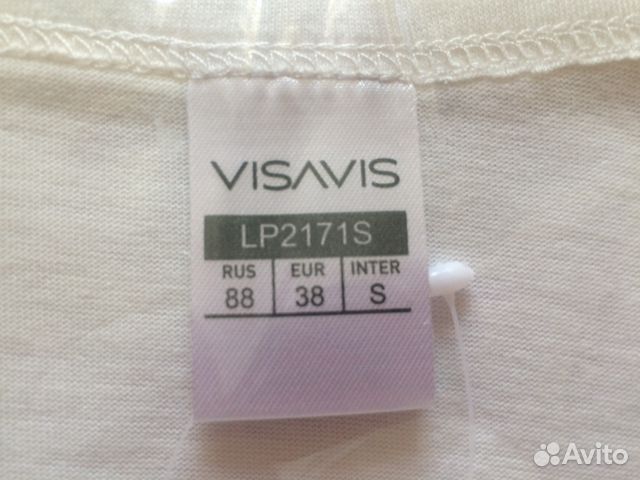 VISAVIS
LP2171S
RUS EUR INTER
88 38 S
Avito